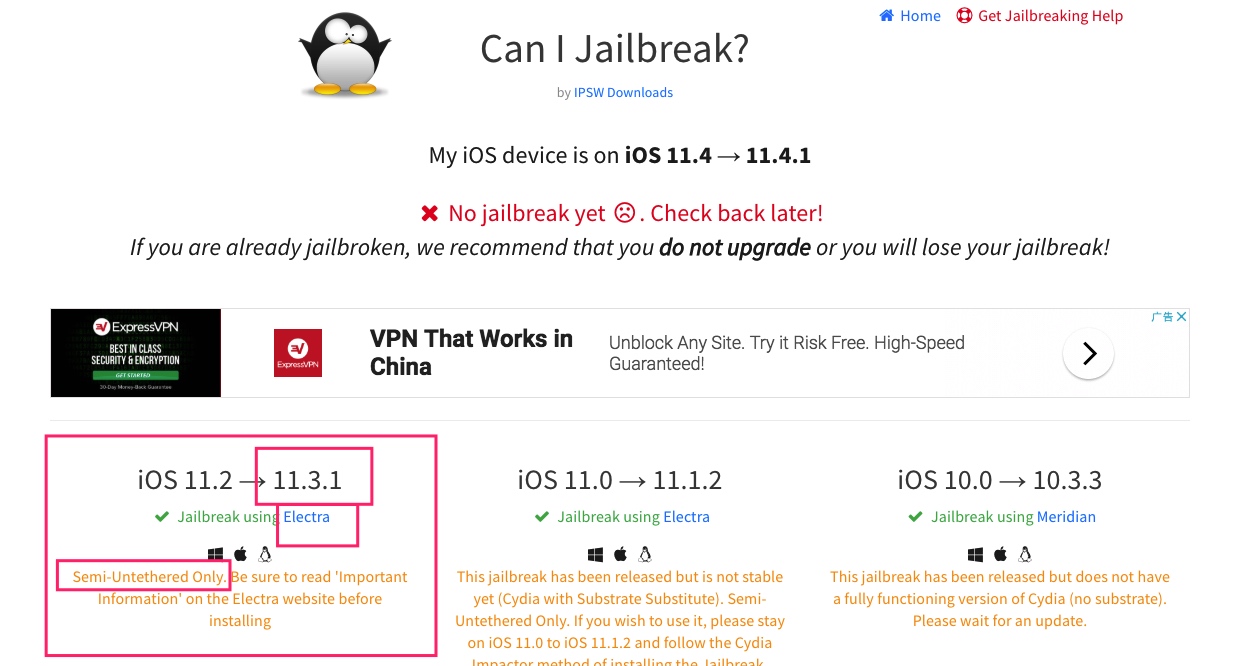 Home Get Jailbreaking Help
Can I Jailbreak?
by IPSW Downloads
My iOS device is on iOS 11.4 → 11.4.1
✖ No jailbreak yet ☹. Check back later!
If you are already jailbroken, we recommend that you do not upgrade or you will lose your jailbreak!
ExpressVPN
BEST IN CLASS
SECURITY & ENCRYPTION
GET STARTED
30-Day Money-Back Guarantee
ExpressVPN
VPN That Works in
China
Unblock Any Site. Try it Risk Free. High-Speed
Guaranteed!
广告
iOS 11.2 → 11.3.1
✔ Jailbreak using Electra
Semi-Untethered Only. Be sure to read 'Important
Information' on the Electra website before
installing
iOS 11.0 → 11.1.2
✔ Jailbreak using Electra
This jailbreak has been released but is not stable
yet (Cydia with Substrate Substitute). Semi-
Untethered Only. If you wish to use it, please stay
on iOS 11.0 to iOS 11.1.2 and follow the Cydia
Impactor method of installing the Jailbreak
iOS 10.0 → 10.3.3
✔ Jailbreak using Meridian
This jailbreak has been released but does not have
a fully functioning version of Cydia (no substrate).
Please wait for an update.